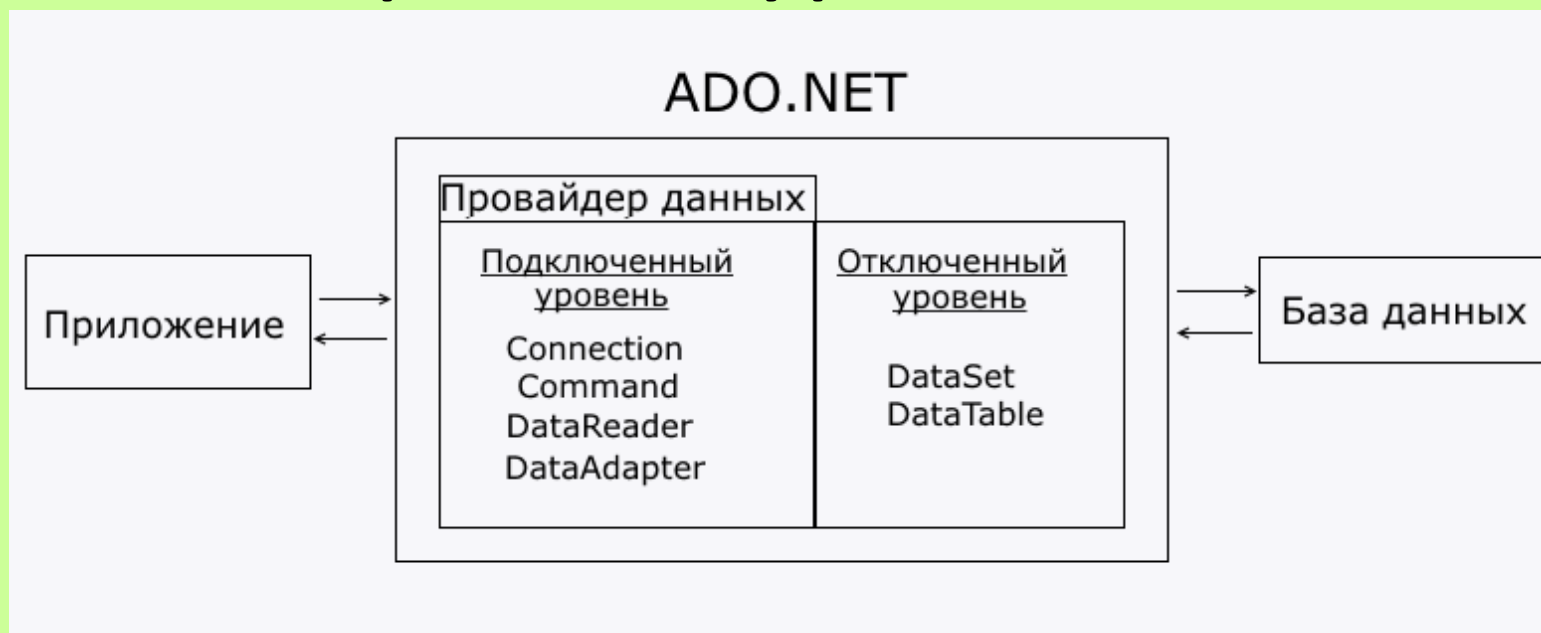 ADO.NET
Провайдер данных
Подключенный
уровень
Connection
Command
DataReader
DataAdapter
Отключенный
уровень
DataSet
DataTable
Приложение
База данных